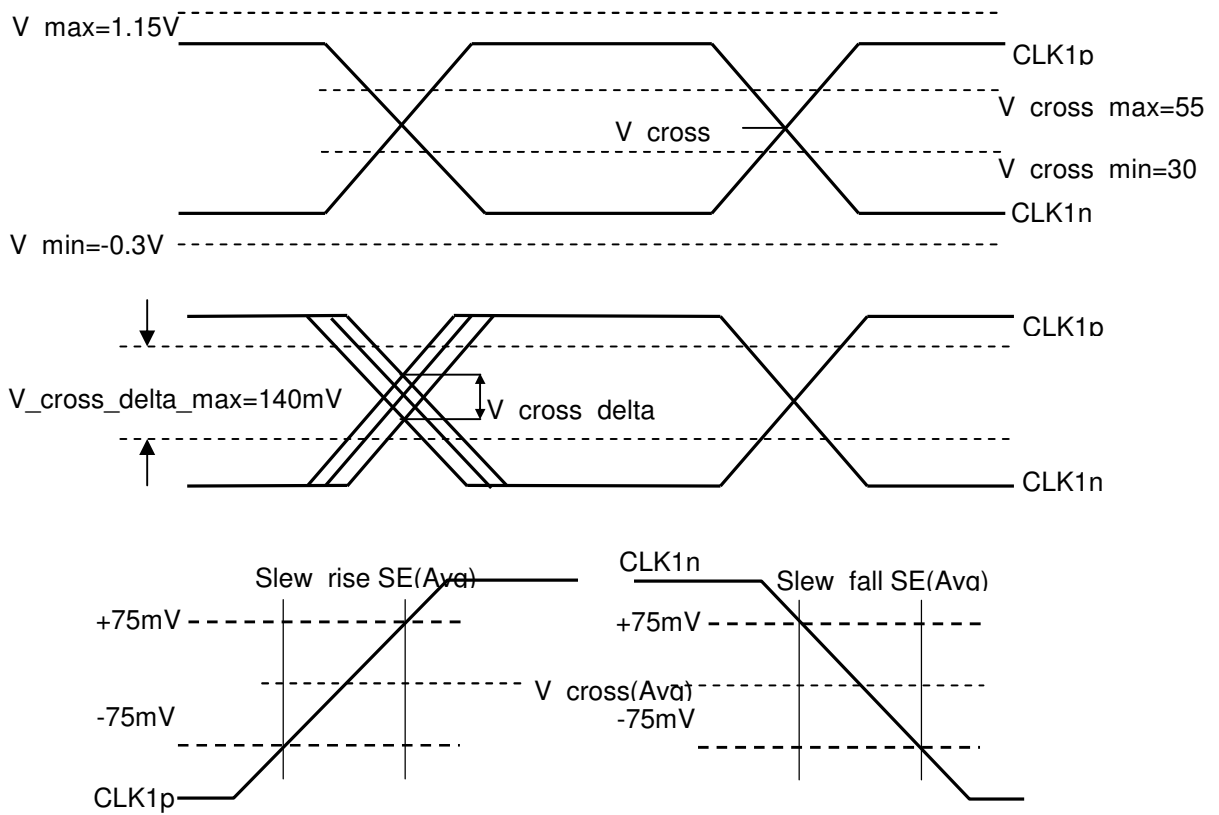 V max=1.15V
CLK1p
V cross max=55
V cross
V cross min=30
CLK1n
V min=-0.3V
CLK1p
V_cross_delta_max=140mV
V cross delta
CLK1n
CLK1n
Slew rise SE(Avg)
Slew fall SE(Avg)
+75mV
+75mV
V cross(Avg)
-75mV
-75mV
CLK1p